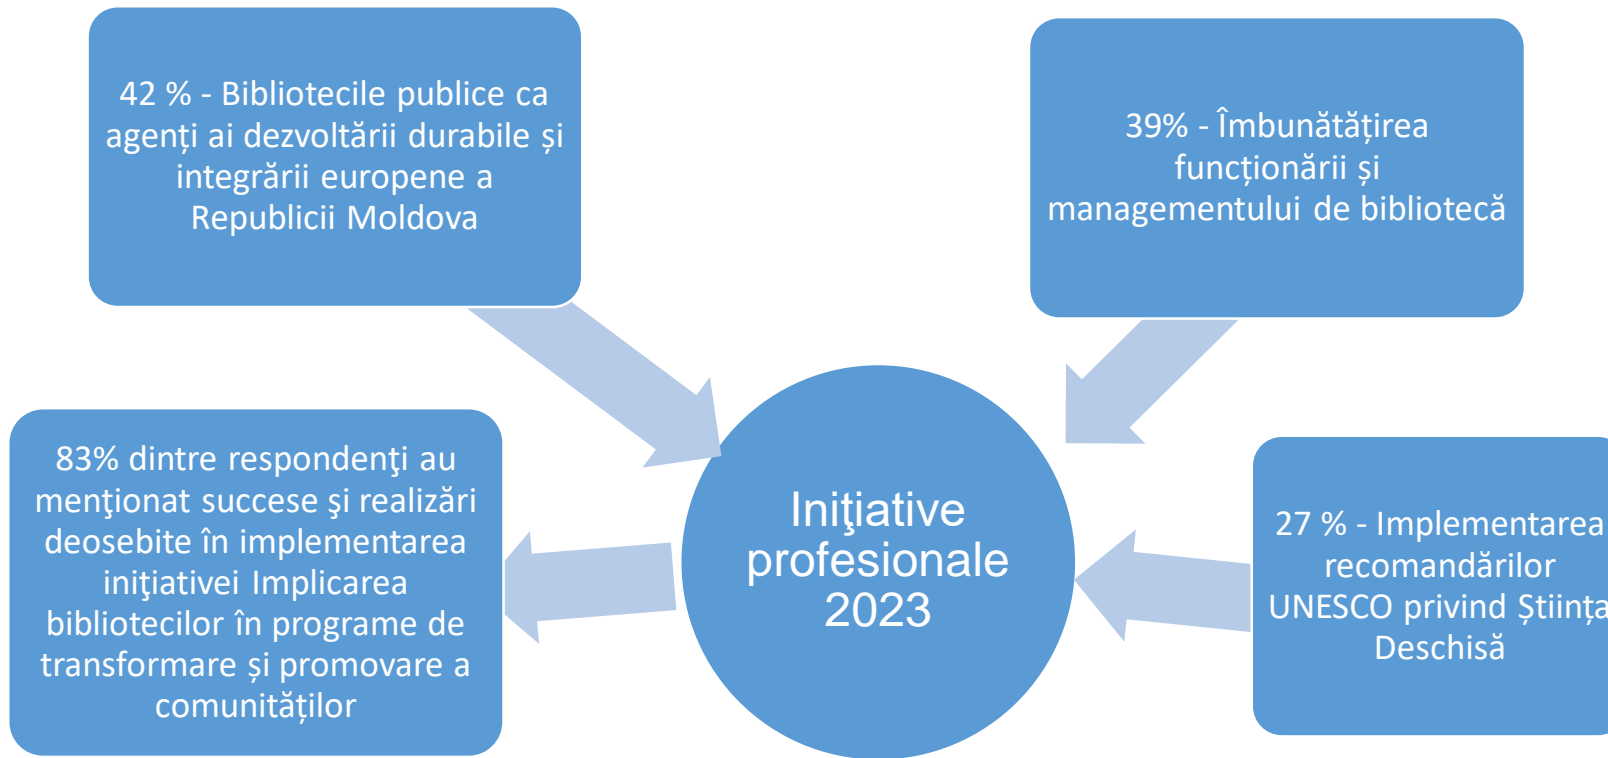 42 % - Bibliotecile publice ca
agenți ai dezvoltării durabile și
integrării europene a
Republicii Moldova
39% - Îmbunătățirea
funcționării și
managementului de bibliotecă
83% dintre respondenţi au
menţionat succese şi realizări
deosebite în implementarea
iniţiativei Implicarea
bibliotecilor în programe de
transformare și promovare a
comunităților
Iniţiative
profesionale
2023
27 % - Implementarea
recomandărilor
UNESCO privind Știința
Deschisă